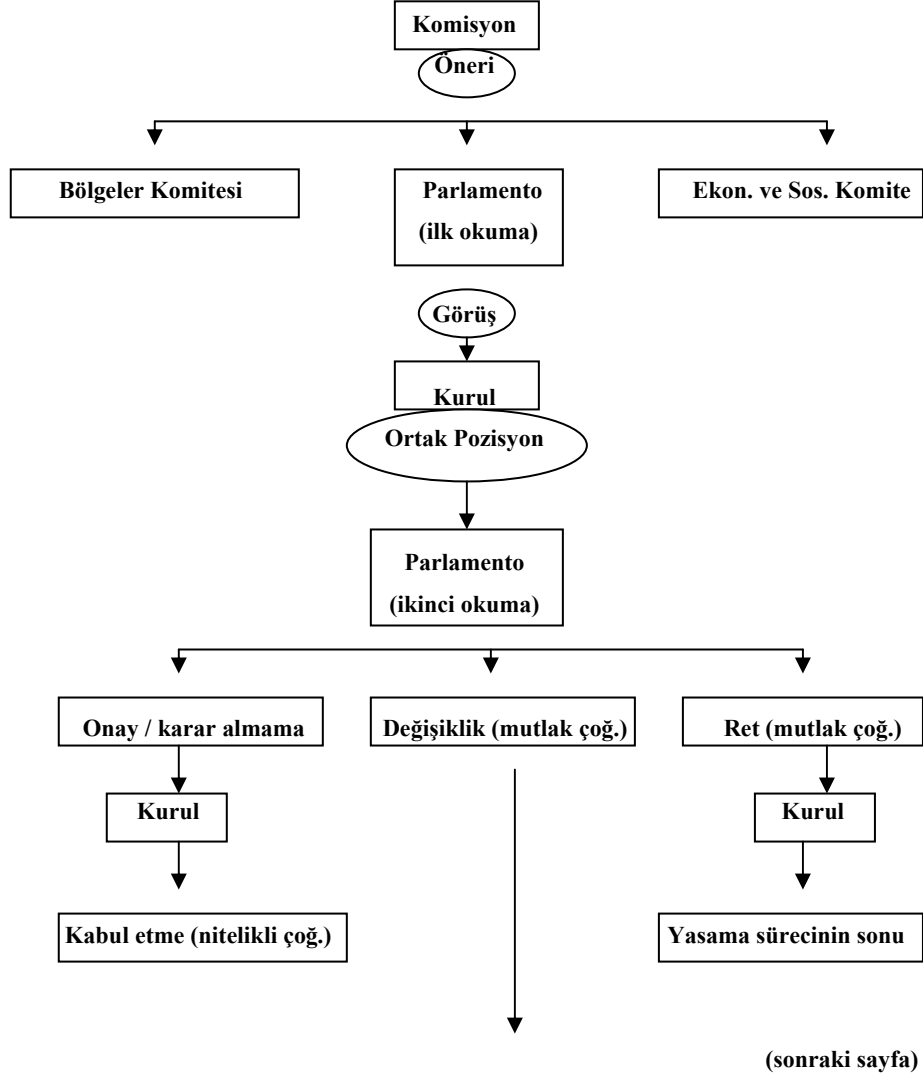 Komisyon
Öneri
Bölgeler Komitesi
Parlamento
(ilk okuma)
Ekon. ve Sos. Komite
Görüş
Kurul
Ortak Pozisyon
Parlamento
(ikinci okuma)
Onay / karar almama
Değişiklik (mutlak çoğ.)
Ret (mutlak çoğ.)
Kurul
Kurul
Kabul etme (nitelikli çoğ.)
Yasama sürecinin sonu
(sonraki sayfa)